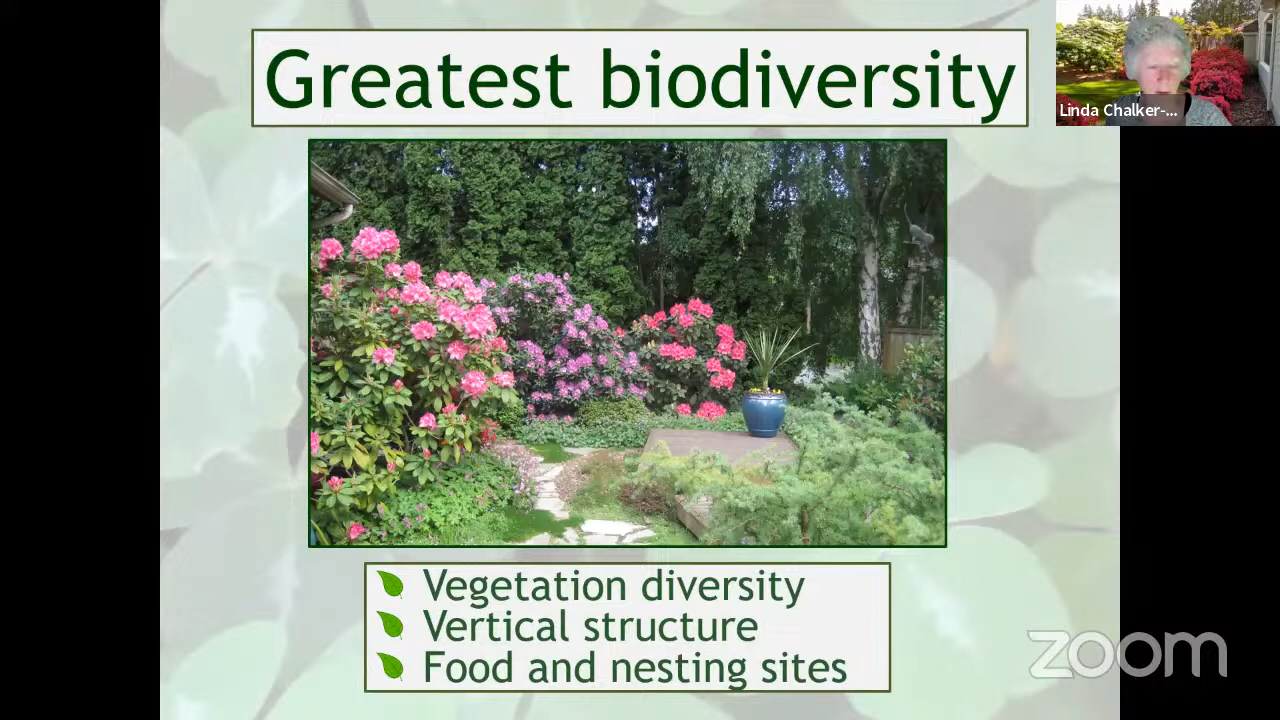 Greatest biodiversity
Linda Chalker-...
Vegetation diversity
Vertical structure
Food and nesting sites
zoom